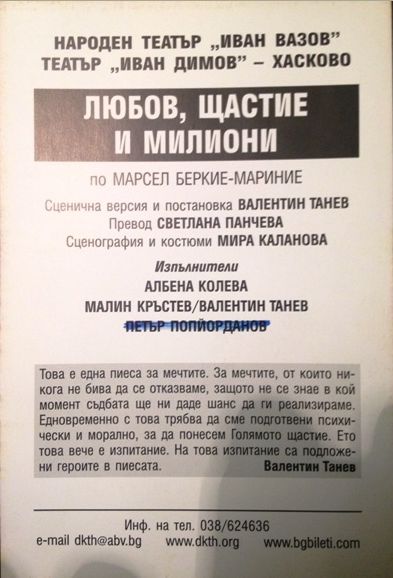 НАРОДЕН ТЕАТЪР „ИВАН ВАЗОВ”
ТЕАТЪР „ИВАН ДИМОВ” – ХАСКОВО
ЛЮБОВ, ЩАСТИЕ
И МИЛИОНИ
по МАРСЕЛ БЕРКИЕ-МАРИНИЕ
Сценична версия и постановка ВАЛЕНТИН ТАНЕВ
Превод СВЕТЛАНА ПАНЧЕВА
Сценография и костюми МИРА КАЛАНОВА
Изпълнители
АЛБЕНА КОЛЕВА
МАЛИН КРЪСТЕВ/ВАЛЕНТИН ТАНЕВ
ПЕТЪР ПОПЙОРДАНОВ
Това е една пиеса за мечтите. За мечтите, от които ни-
кога не бива да се отказваме, защото не се знае в кой
момент съдбата ще ни даде шанс да ги реализираме.
Едновременно с това трябва да сме подготвени психи-
чески и морално, за да понесем Голямото щастие. Ето
това вече е изпитание. На това изпитание са подложе-
ни героите в пиесата. Валентин Танев
Инф. на тел. 038/624636
e-mail dkth@abv.bg www.dkth.org www.bgbileti.com